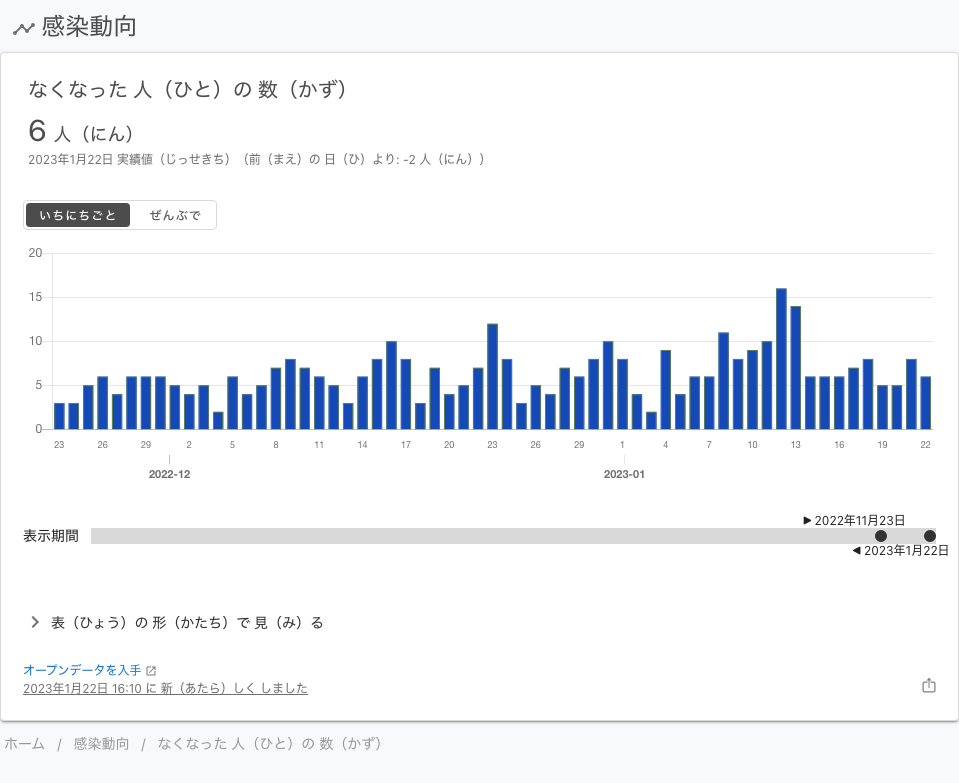 感染動向
なくなった 人（ひと）の 数（かず）
6 人（にん）
2023年1月22日 実績値（じっせきち）（前（まえ）の 日（ひ）より: -2 人（にん））
いちにちごと ぜんぶで
20
15
10
5
0
23 26 29 2 5 8 11 14 17 20 23 26 29 1 4 7 10 13 16 19 22
2022-12 2023-01
▶ 2022年11月23日
表示期間
◀ 2023年1月22日
表（ひょう）の 形（かたち）で 見（み）る
オープンデータを入手
2023年1月22日 16:10 に 新（あたら）しく しました
ホーム / 感染動向 / なくなった 人（ひと）の 数（かず）